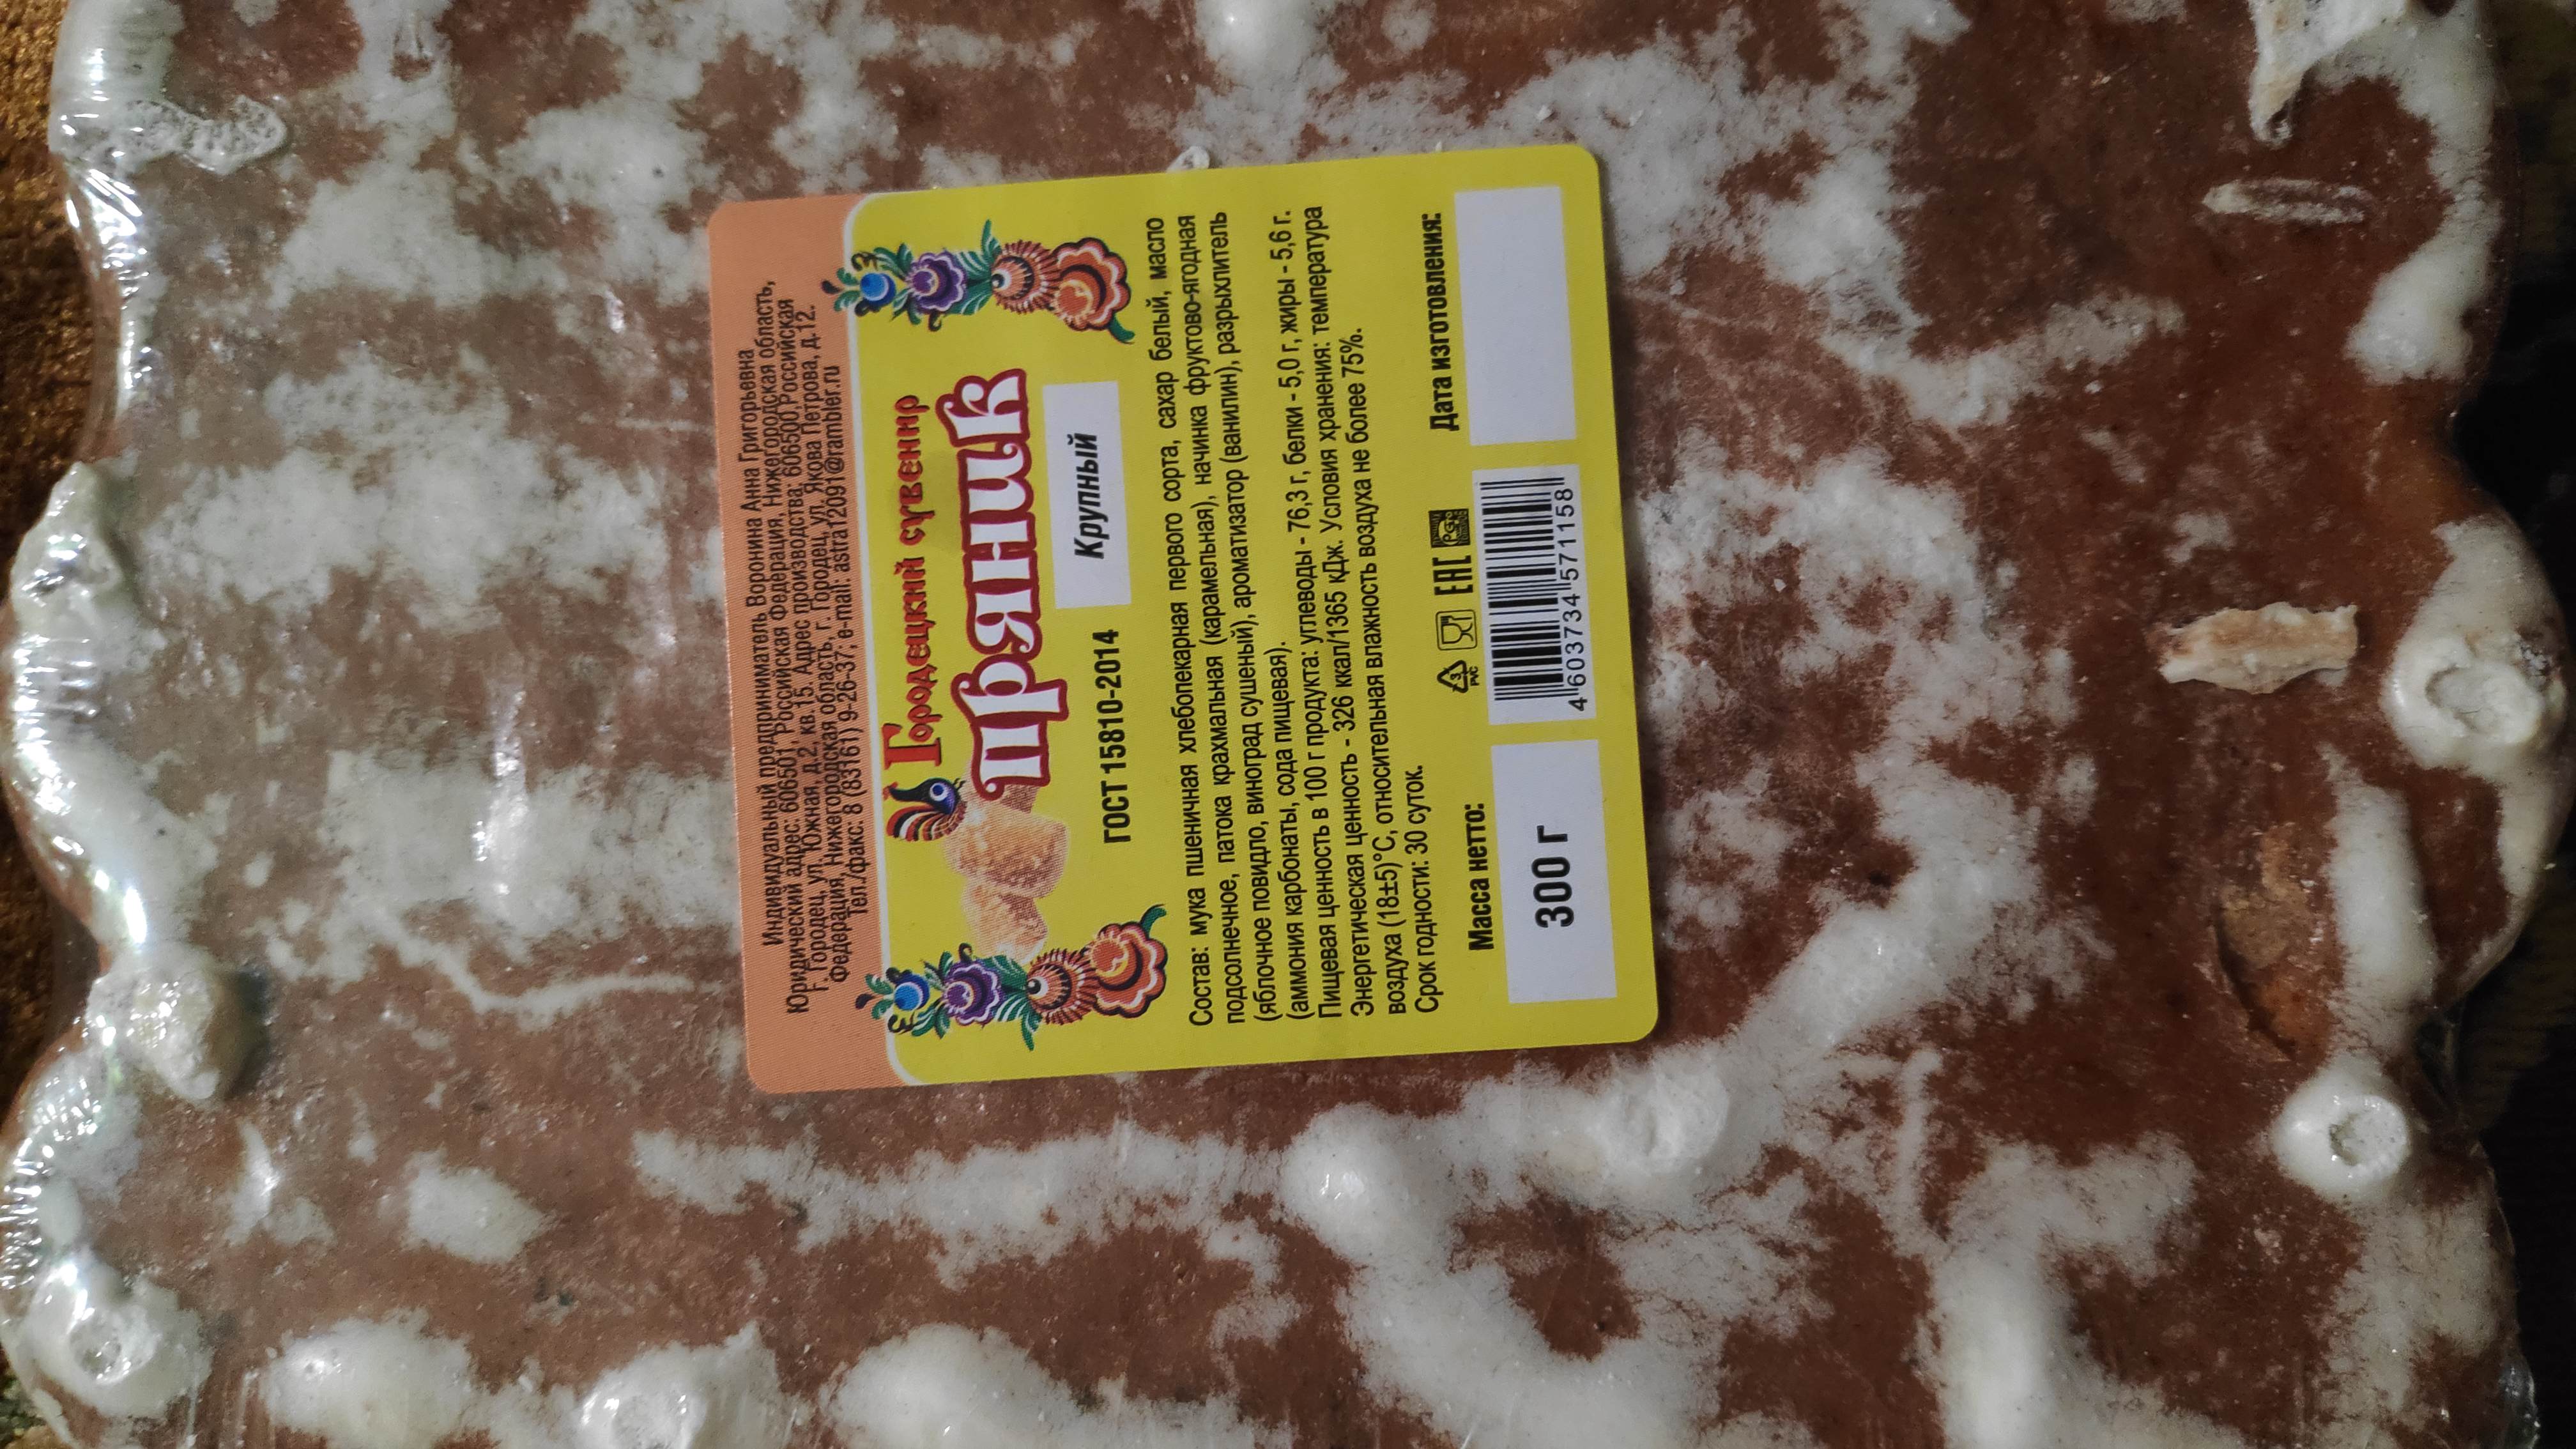 Индивидуальный предприниматель Воронина Анна Григорьевна
Юридический адрес: 606501, Российская Федерация, Нижегородская область,
г. Городец, ул. Южная, д.2, кв.15. Адрес производства: 606500,Российская
Федерация, Нижегородская область, г. Городец, ул. Якова Петрова, д.12.
Тел./факс: 8 (83161) 9-26-37, e-mail: astra12091@rambler.ru
Городецкий сувенир
Пряник
ГОСТ 15810-2014
Крупный
Состав: мука пшеничная хлебопекарная первого сорта, сахар белый, масло
подсолнечное, патока крахмальная (карамельная), начинка фруктово-ягодная
(яблочное повидло, виноград сушеный), ароматизатор (ванилин), разрыхлитель
(аммония карбонаты, сода пищевая).
Пищевая ценность в 100 г продукта: углеводы - 76,3 г, белки - 5,0 г, жиры - 5,6 г.
Энергетическая ценность - 326 ккал/1365 кДж. Условия хранения: температура
воздуха (18±5)°С, относительная влажность воздуха не более 75%.
Срок годности: 30 суток.
Масса нетто:
300 г
3
PVC
ЕАС
4 603734 571158
Дата изготовления: